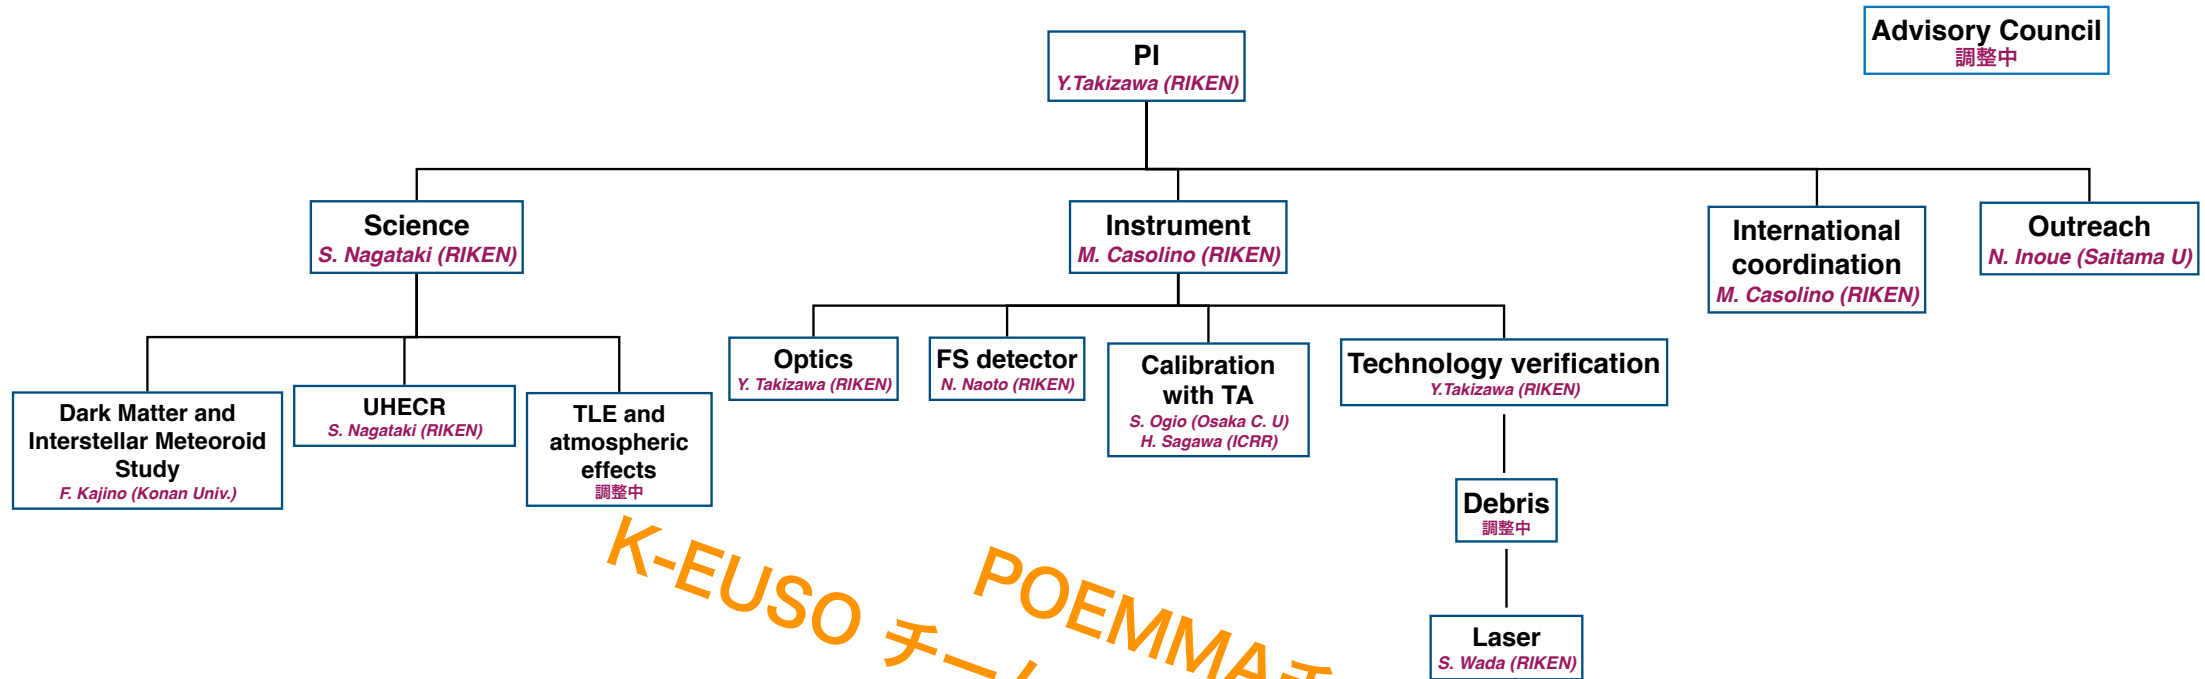 PI
Y.Takizawa (RIKEN)
Advisory Council
調整中
Science
S. Nagataki (RIKEN)
Instrument
M. Casolino (RIKEN)
International
coordination
M. Casolino (RIKEN)
Outreach
N. Inoue (Saitama U)
Dark Matter and
Interstellar Meteoroid
Study
F. Kajino (Konan Univ.)
UHECR
S. Nagataki (RIKEN)
TLE and
atmospheric
effects
調整中
Optics
Y. Takizawa (RIKEN)
FS detector
N. Naoto (RIKEN)
Calibration
with TA
S. Ogio (Osaka C. U)
H. Sagawa (ICRR)
Technology verification
Y.Takizawa (RIKEN)
Debris
調整中
Laser
S. Wada (RIKEN)
K-EUSO チーム
POEMMA